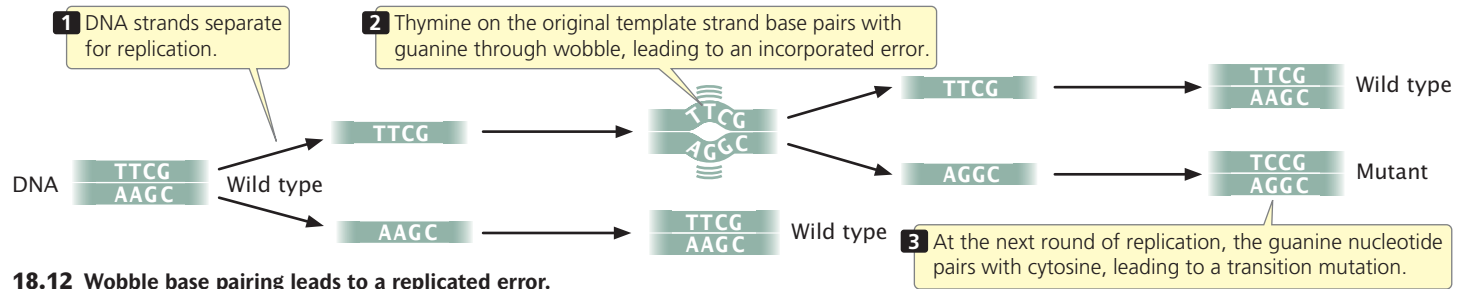 1 DNA strands separate
for replication.
2 Thymine on the original template strand base pairs with
guanine through wobble, leading to an incorporated error.
DNA
TTCG
AAGC
Wild type
TTCG
AAGC
TTCG
AGGC
TTCG
AAGC
Wild type
TTCG
AGGC
TTCG
AAGC
Wild type
TCCG
AGGC
Mutant
3 At the next round of replication, the guanine nucleotide
pairs with cytosine, leading to a transition mutation.
18.12 Wobble base pairing leads to a replicated error.